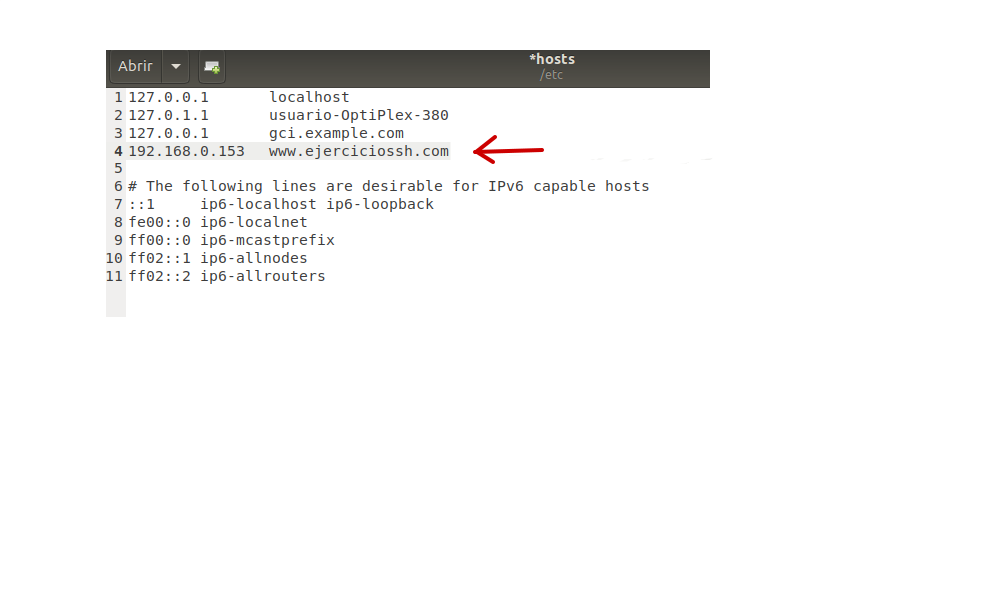 Abrir
*hosts
/etc
1 127.0.0.1 localhost
2 127.0.1.1 usuario-OptiPlex-380
3 127.0.0.1 gci.example.com
4 192.168.0.153 www.ejerciciossh.com
5
6 # The following lines are desirable for IPv6 capable hosts
7 ::1 ip6-localhost ip6-loopback
8 fe00::0 ip6-localnet
9 ff00::0 ip6-mcastprefix
10 ff02::1 ip6-allnodes
11 ff02::2 ip6-allrouters